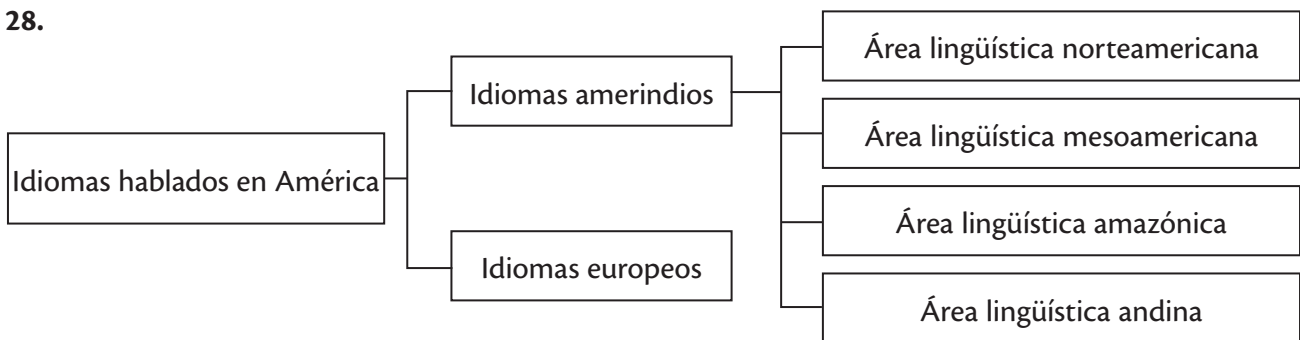 28.
Idiomas hablados en América
Idiomas amerindios
Idiomas europeos
Área lingüística norteamericana
Área lingüística mesoamericana
Área lingüística amazónica
Área lingüística andina